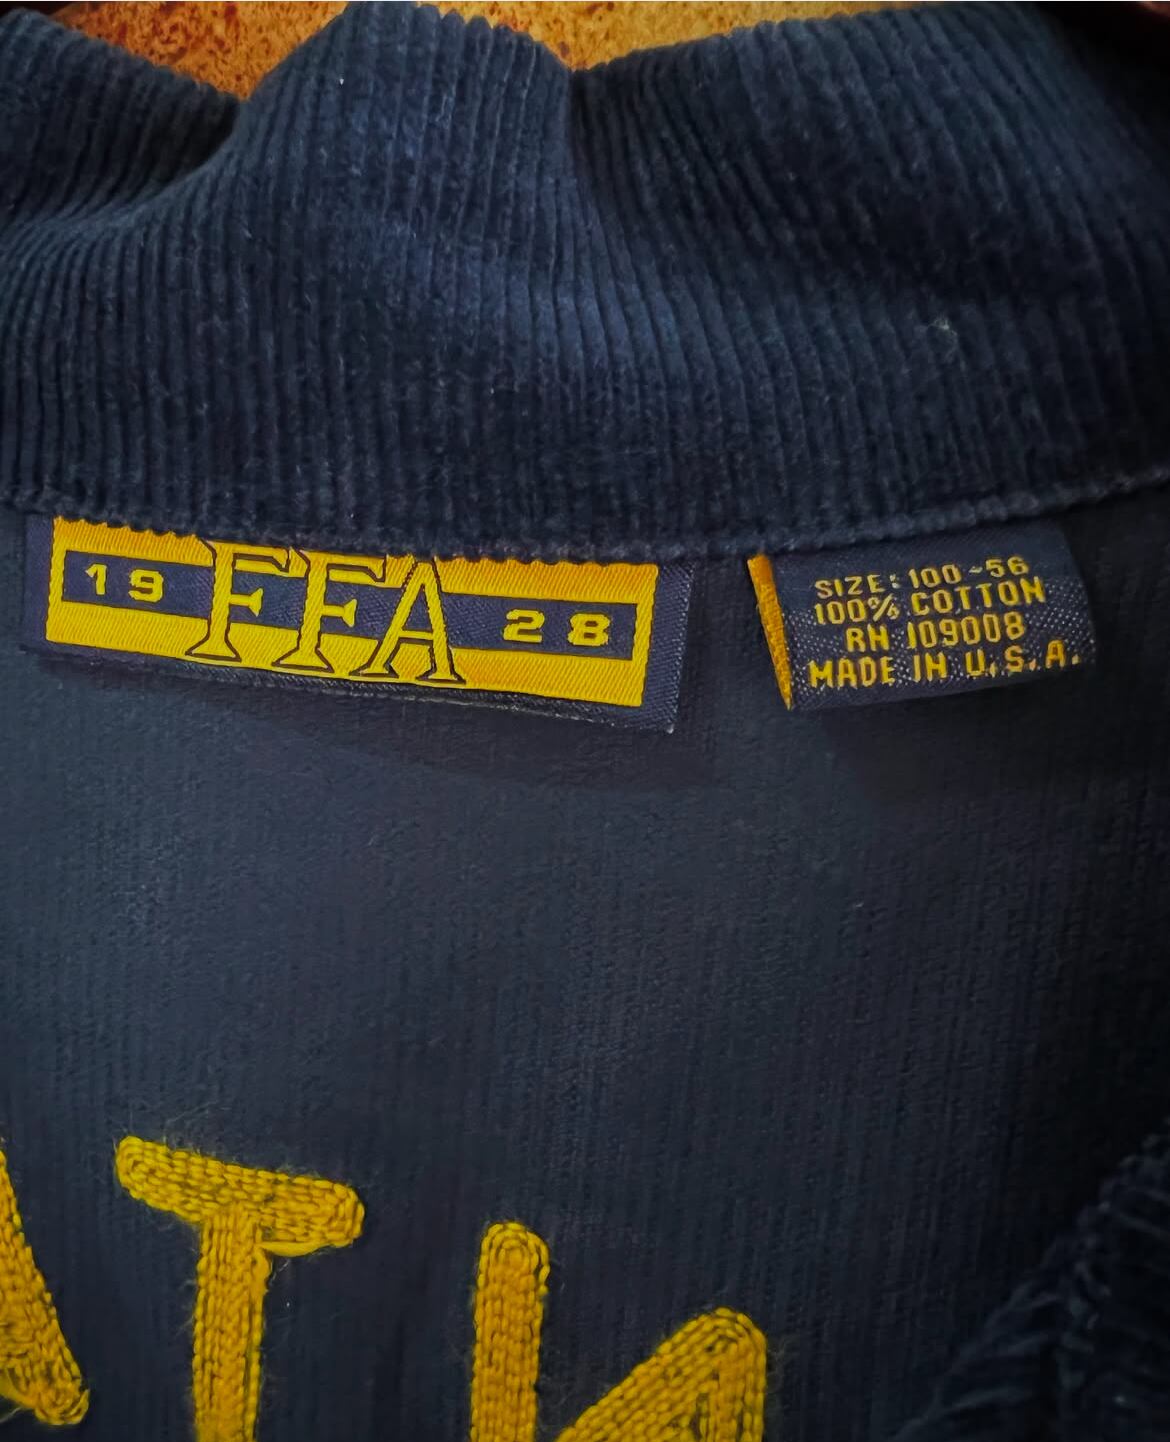 19 FFA 28
SIZE: 100-56
100% COTTON
RN 109008
MADE IN U.S.A.